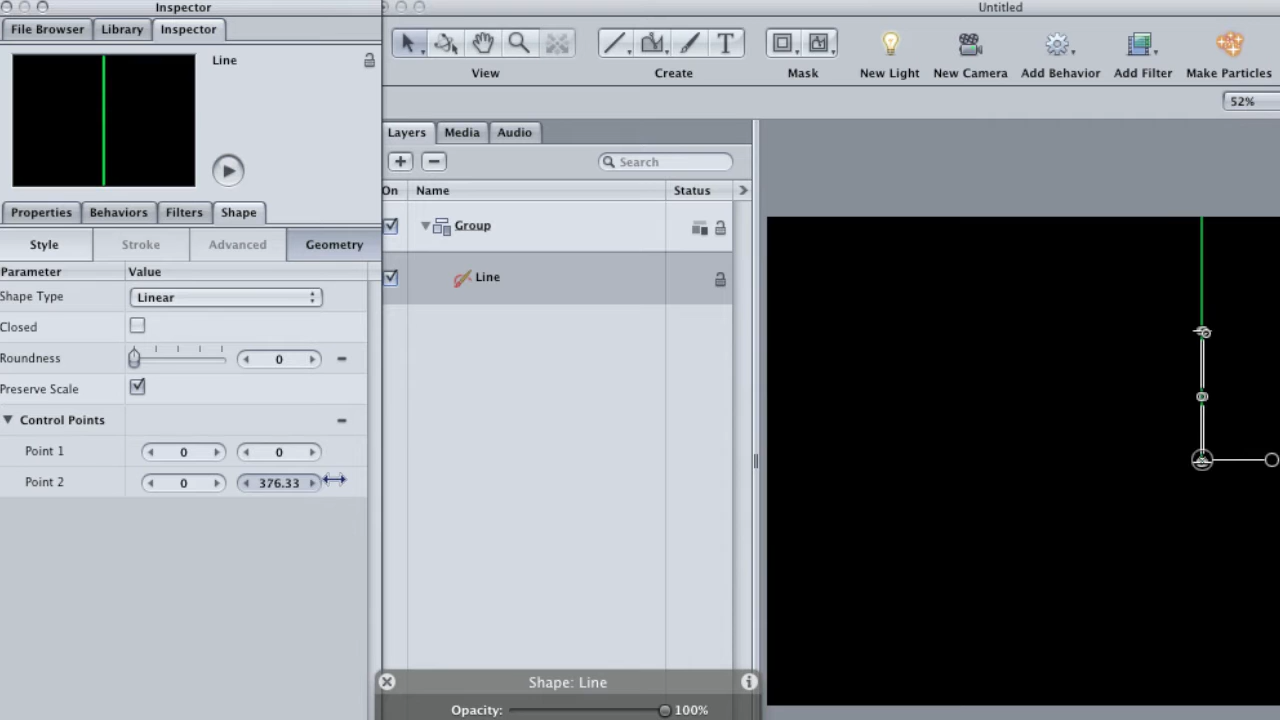 Inspector
File Browser Library Inspector
Line
Properties Behaviors Filters Shape
Style Stroke Advanced Geometry
Parameter Value
Shape Type Linear
Closed
Roundness 0
Preserve Scale
Control Points
Point 1 0 0
Point 2 0 376.33
Untitled
View Create Mask New Light New Camera Add Behavior Add Filter Make Particles
T
52%
Layers Media Audio
Search
On Name Status
Group
Line
Shape: Line
Opacity: 100%